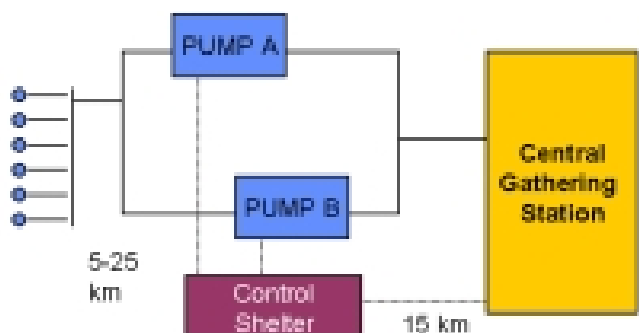 PUMP A
Central
Gathering
Station
PUMP B
5-25
km
Control
Shelter
15 km